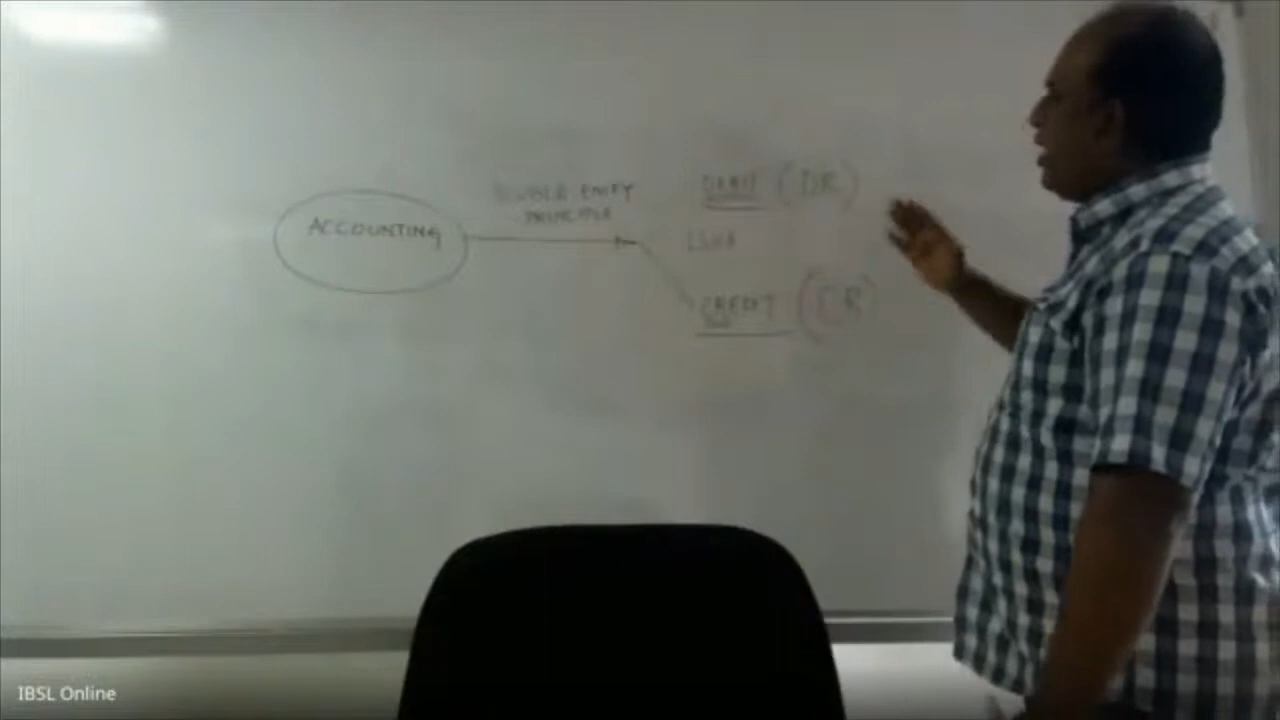 ACCOUNTING
DOUBLE ENTRY
PRINCIPLE
DEBIT (DR)
CREDIT (CR)
IBSL Online